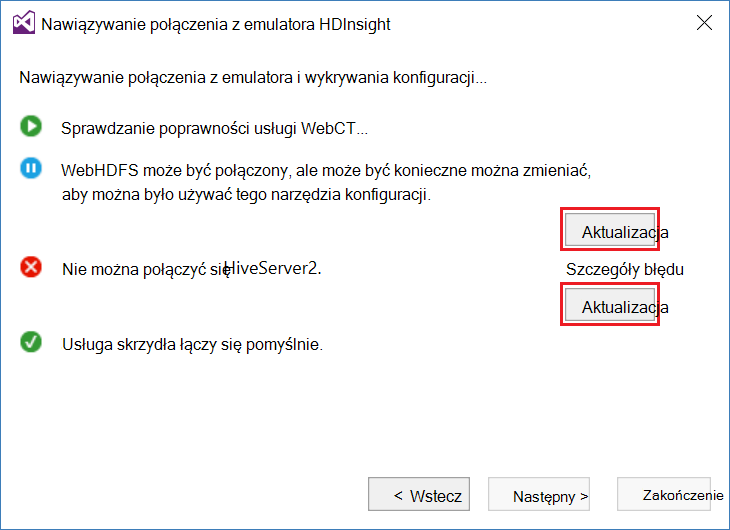 Nawiązywanie połączenia z emulatora HDInsight
Nawiązywanie połączenia z emulatora i wykrywania konfiguracji...
Sprawdzanie poprawności usługi WebCT...
WebHDFS może być połączony, ale może być konieczne można zmieniać,
aby można było używać tego narzędzia konfiguracji.
Aktualizacja
Nie można połączyć się HiveServer2.
Szczegóły błędu
Aktualizacja
Usługa skrzydła łączy się pomyślnie.
< Wstecz
Następny >
Zakończenie